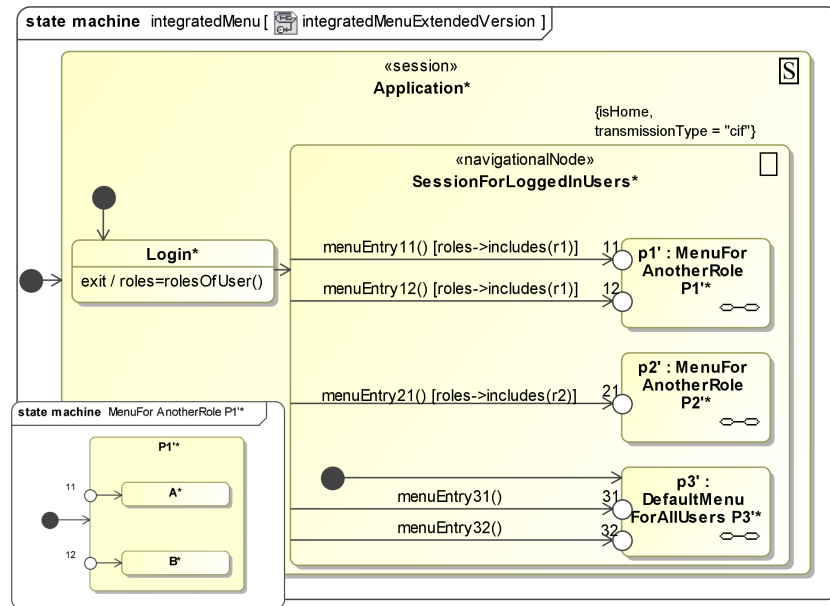 state machine integratedMenu [ integratedMenuExtendedVersion ]
«session»
Application*
S
{isHome,
transmissionType = "cif"}
«navigationalNode»
SessionForLoggedInUsers*
Login*
exit / roles=rolesOfUser()
menuEntry11() [roles->includes(r1)]
11
menuEntry12() [roles->includes(r1)]
12
p1' : MenuFor
AnotherRole
P1'*
menuEntry21() [roles->includes(r2)]
21
p2' : MenuFor
AnotherRole
P2'*
menuEntry31()
31
menuEntry32()
32
p3' :
DefaultMenu
ForAllUsers P3'*
state machine MenuFor AnotherRole P1'*
P1'*
11
A*
12
B*